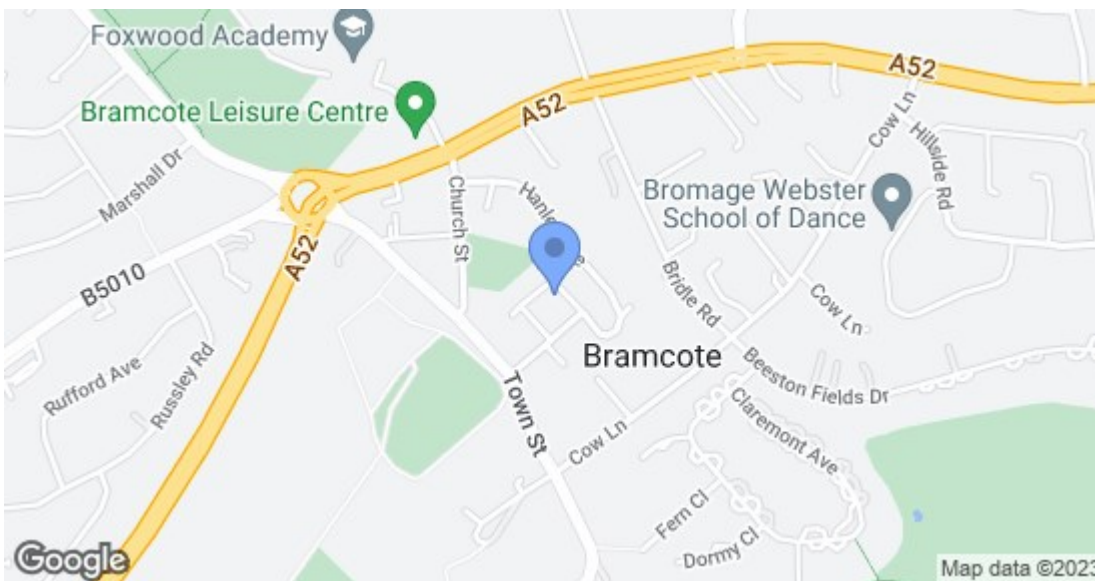 Foxwood Academy
Bramcote Leisure Centre
A52
A52
Cow Ln
Hillside Rd
Marshall Dr
Church St
Bromage Webster
School of Dance
A52
B5010
Bridle Rd
Cow Ln
Rufford Ave
Russley Rd
Bramcote
Town St
Beeston Fields Dr
Claremont Ave
Cow Ln
Fern Cl
Dormy Cl
Google
Map data ©2023